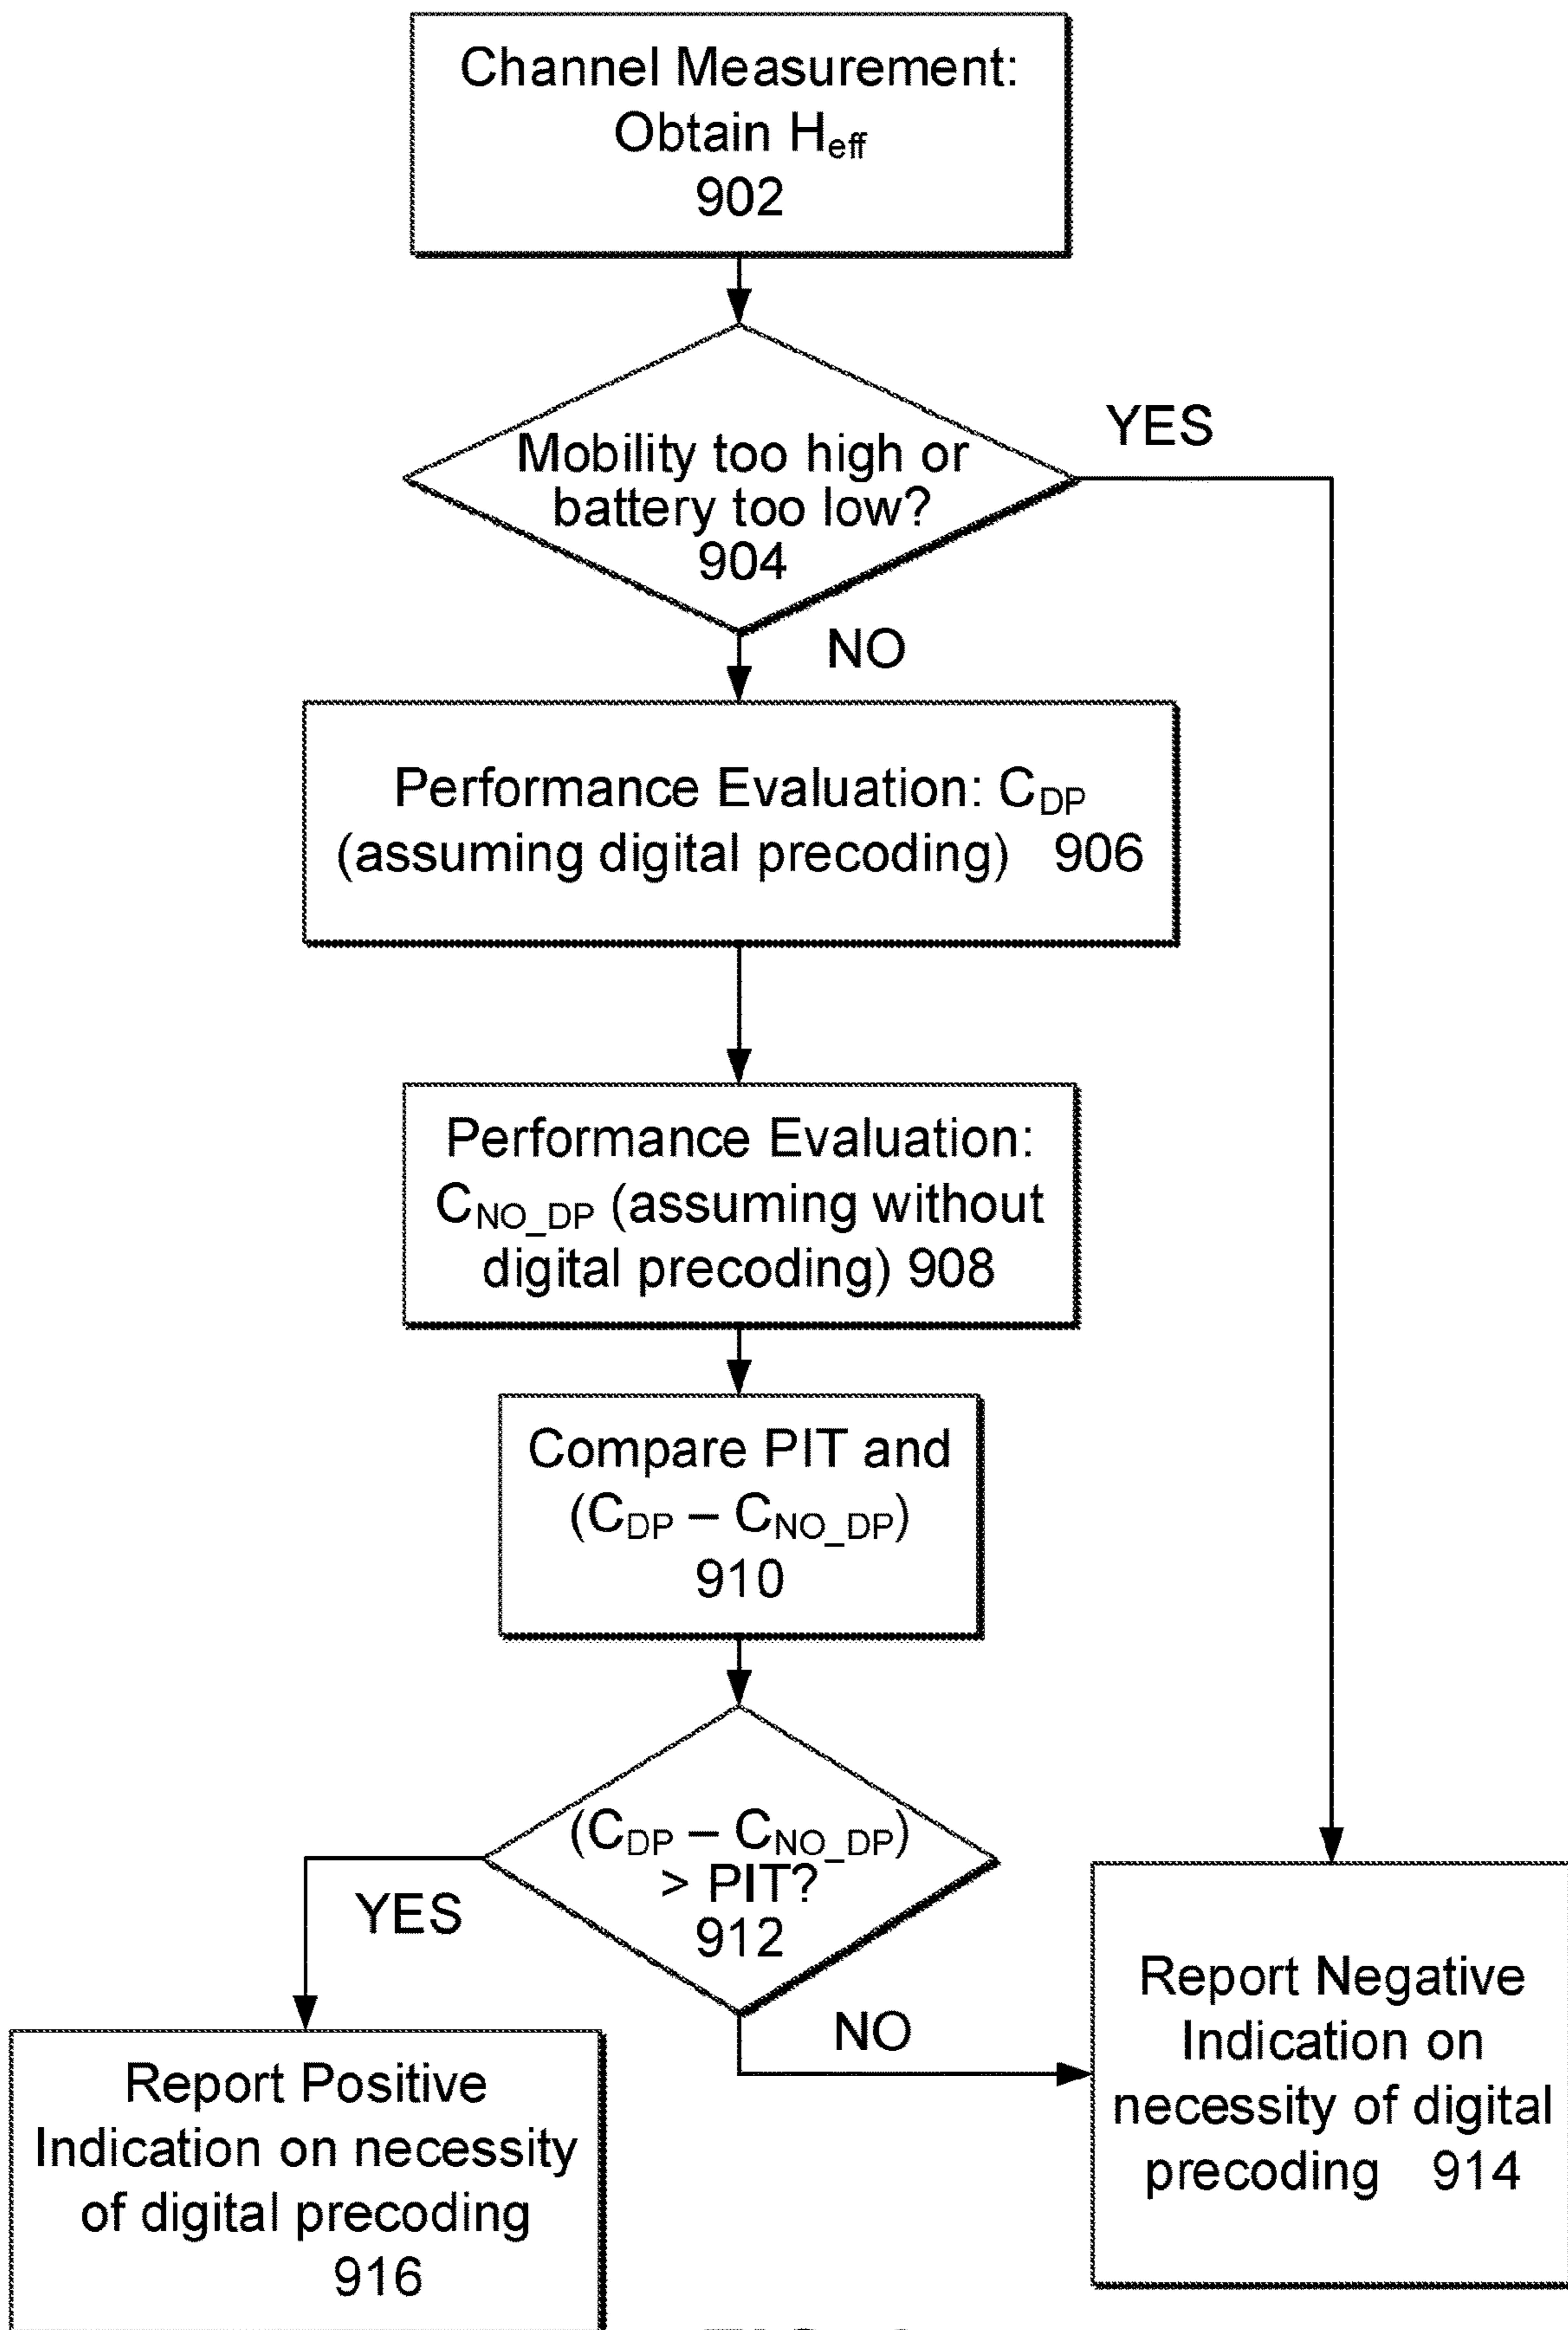 Channel Measurement:
Obtain Heff
902
Mobility too high or
battery too low?
904
YES
NO
Performance Evaluation: CDP
(assuming digital precoding) 906
Performance Evaluation:
CNO_DP (assuming without
digital precoding) 908
Compare PIT and
(CDP – CNO_DP)
910
(CDP – CNO_DP)
> PIT?
912
YES
NO
Report Positive
Indication on necessity
of digital precoding
916
Report Negative
Indication on
necessity of digital
precoding 914